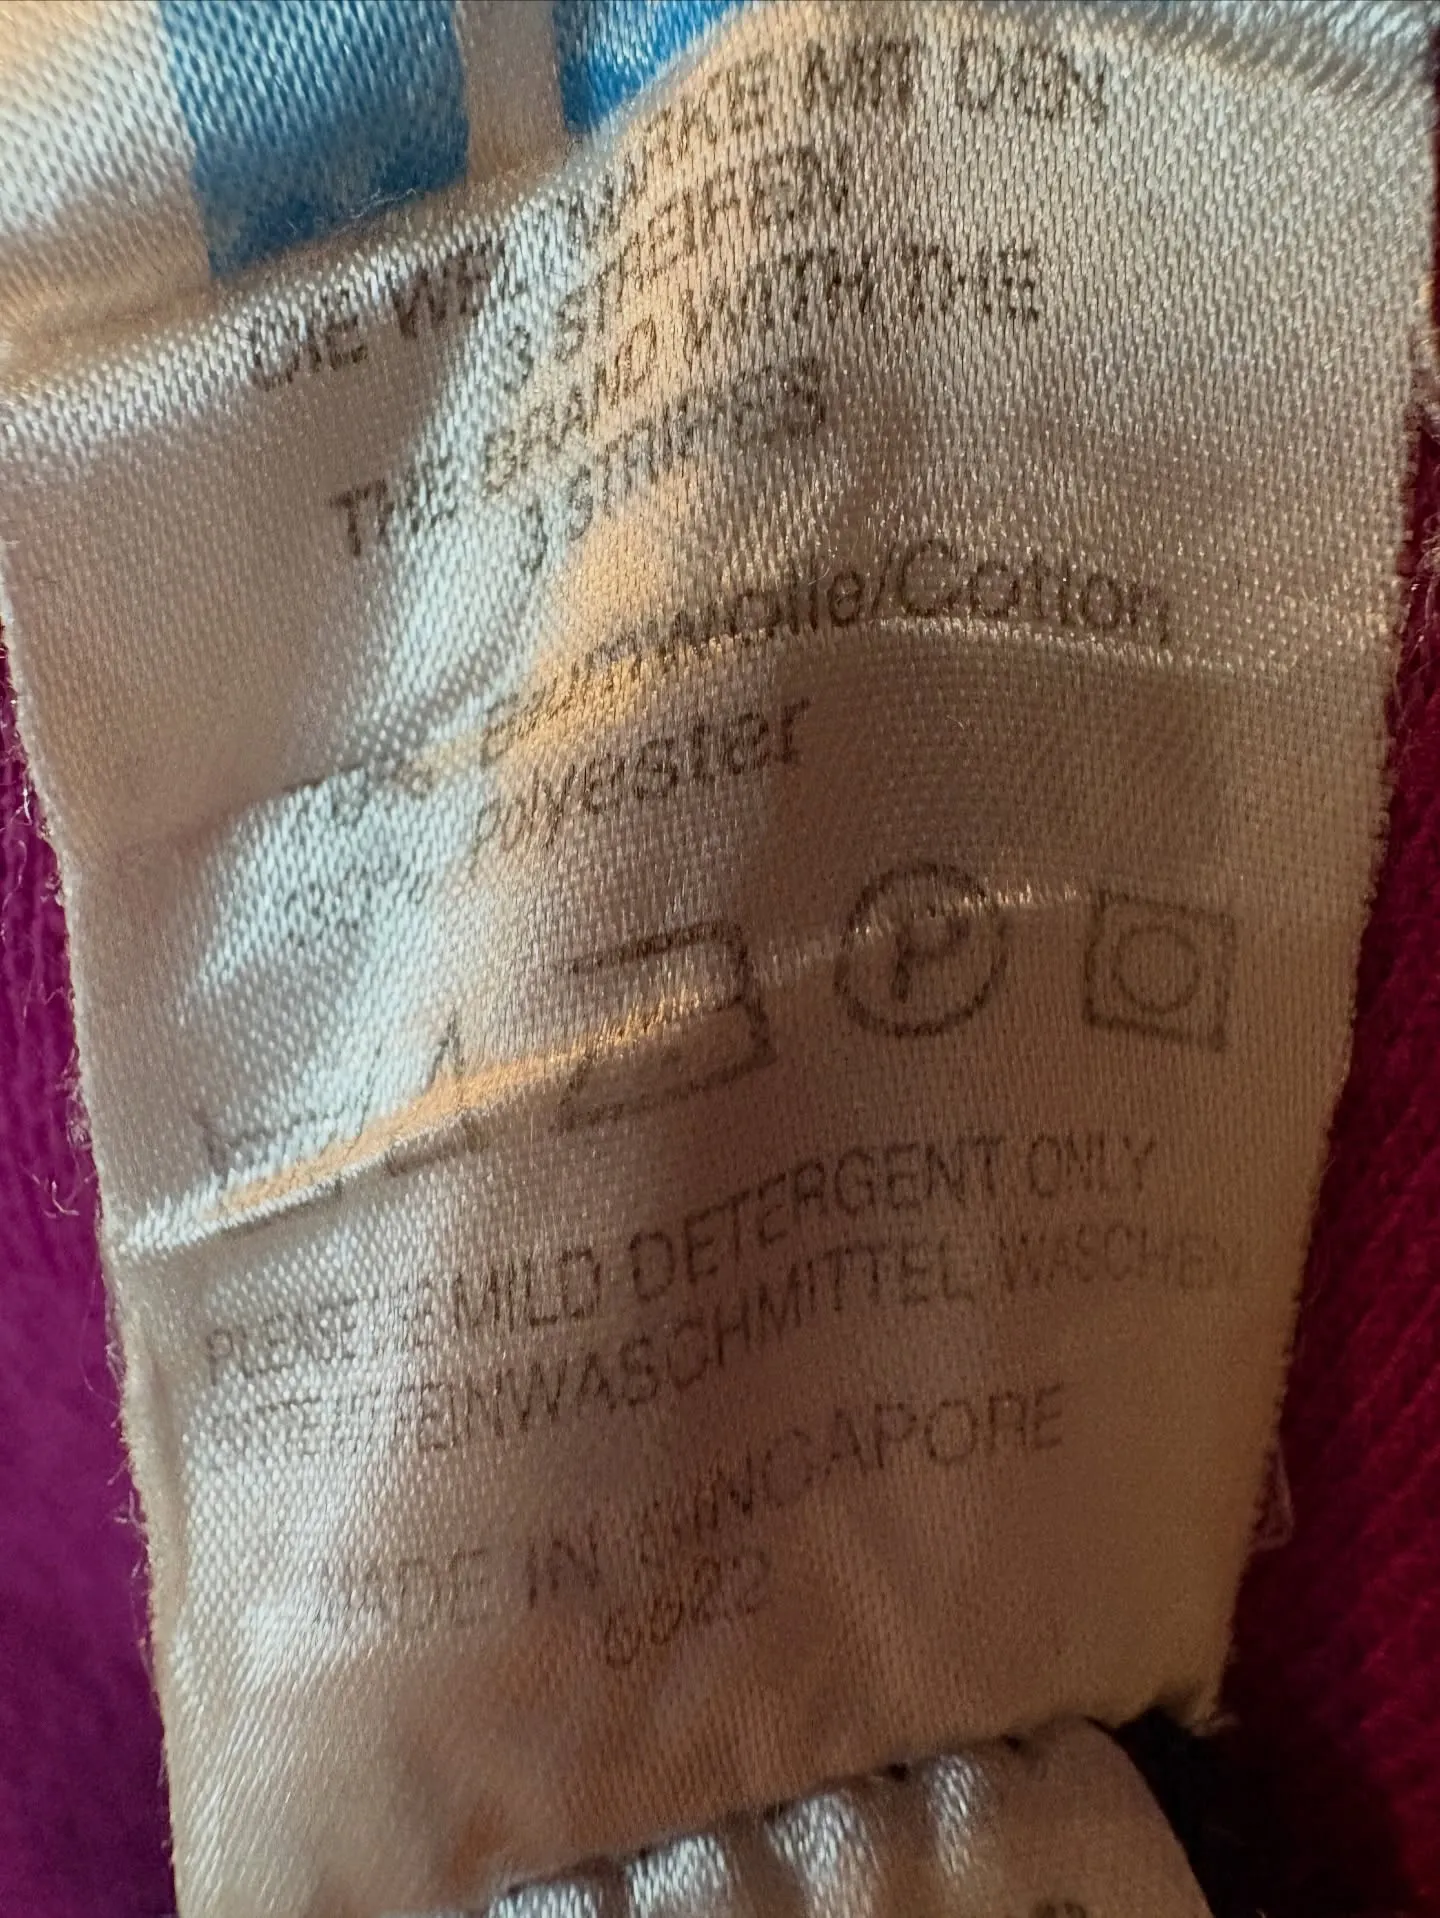 DIE MIT DEN
3 STREIFEN
THE BRAND WITH THE
3 STRIPES
Baumwolle/Cotton
Polyester
P
PLEASE USE MILD DETERGENT ONLY
MIT FEINWASCHMITTEL WASCHEN
MADE IN SINGAPORE